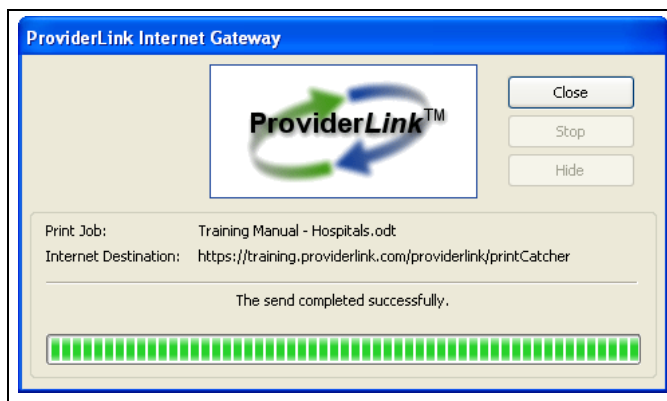 ProviderLink Internet Gateway
ProviderLink™
Close
Stop
Hide
Print Job: Training Manual - Hospitals.odt
Internet Destination: https://training.providerlink.com/providerlink/printCatcher
The send completed successfully.